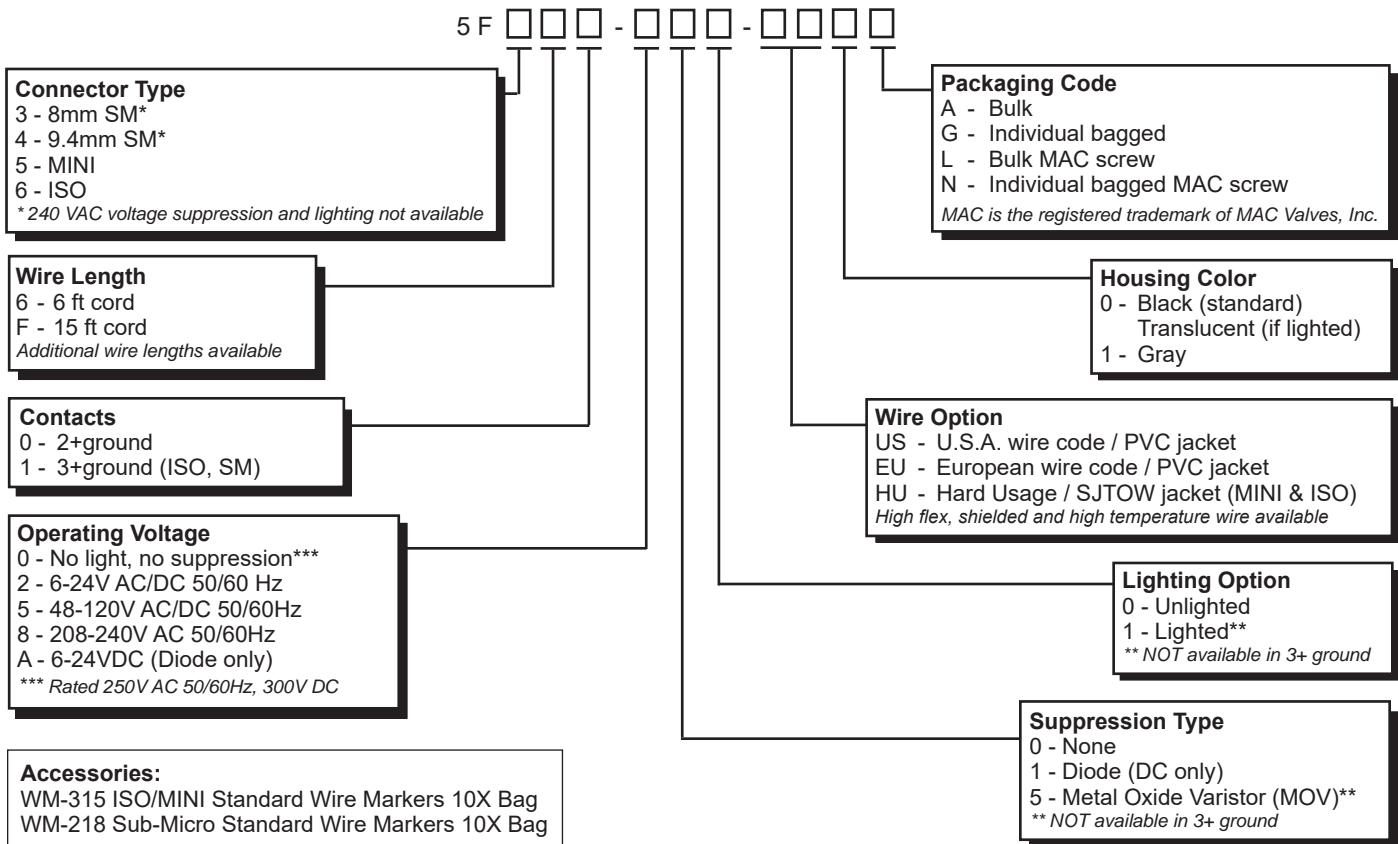 5 F □ □ □ - □ □ □ - □ □ □ □
Connector Type
3 - 8mm SM*
4 - 9.4mm SM*
5 - MINI
6 - ISO
* 240 VAC voltage suppression and lighting not available
Wire Length
6 - 6 ft cord
F - 15 ft cord
Additional wire lengths available
Contacts
0 - 2+ground
1 - 3+ground (ISO, SM)
Operating Voltage
0 - No light, no suppression***
2 - 6-24V AC/DC 50/60 Hz
5 - 48-120V AC/DC 50/60Hz
8 - 208-240V AC 50/60Hz
A - 6-24VDC (Diode only)
*** Rated 250V AC 50/60Hz, 300V DC
Accessories:
WM-315 ISO/MINI Standard Wire Markers 10X Bag
WM-218 Sub-Micro Standard Wire Markers 10X Bag
Packaging Code
A - Bulk
G - Individual bagged
L - Bulk MAC screw
N - Individual bagged MAC screw
MAC is the registered trademark of MAC Valves, Inc.
Housing Color
0 - Black (standard)
Translucent (if lighted)
1 - Gray
Wire Option
US - U.S.A. wire code / PVC jacket
EU - European wire code / PVC jacket
HU - Hard Usage / SJTOW jacket (MINI & ISO)
High flex, shielded and high temperature wire available
Lighting Option
0 - Unlighted
1 - Lighted**
** NOT available in 3+ ground
Suppression Type
0 - None
1 - Diode (DC only)
5 - Metal Oxide Varistor (MOV)**
** NOT available in 3+ ground